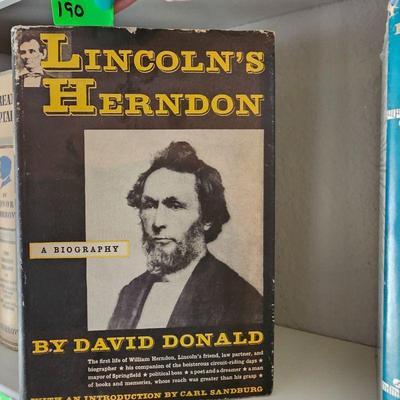 190
LINCOLN'S
HERNDON
A BIOGRAPHY
BY DAVID DONALD
The first life of William Herndon, Lincoln's friend, law partner, and
biographer ★ his companion of the boisterous circuit-riding days ★
mayor of Springfield ★ political boss ★ a poet and a dreamer ★ a man
of books and memories, whose reach was greater than his grasp
WITH AN INTRODUCTION BY CARL SANDBURG